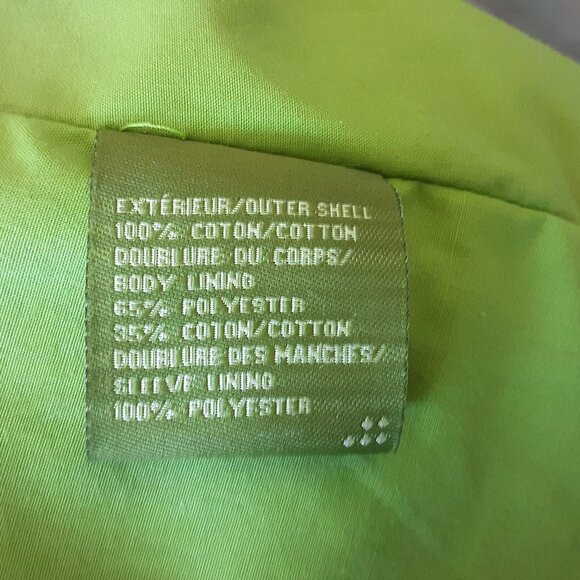 EXTÉRIEUR/OUTER SHELL
100% COTON/COTTON
DOUBLURE DU CORPS/
BODY LINING
65% POLYESTER
35% COTON/COTTON
DOUBLURE DES MANCHES/
SLEEVE LINING
100% POLYESTER